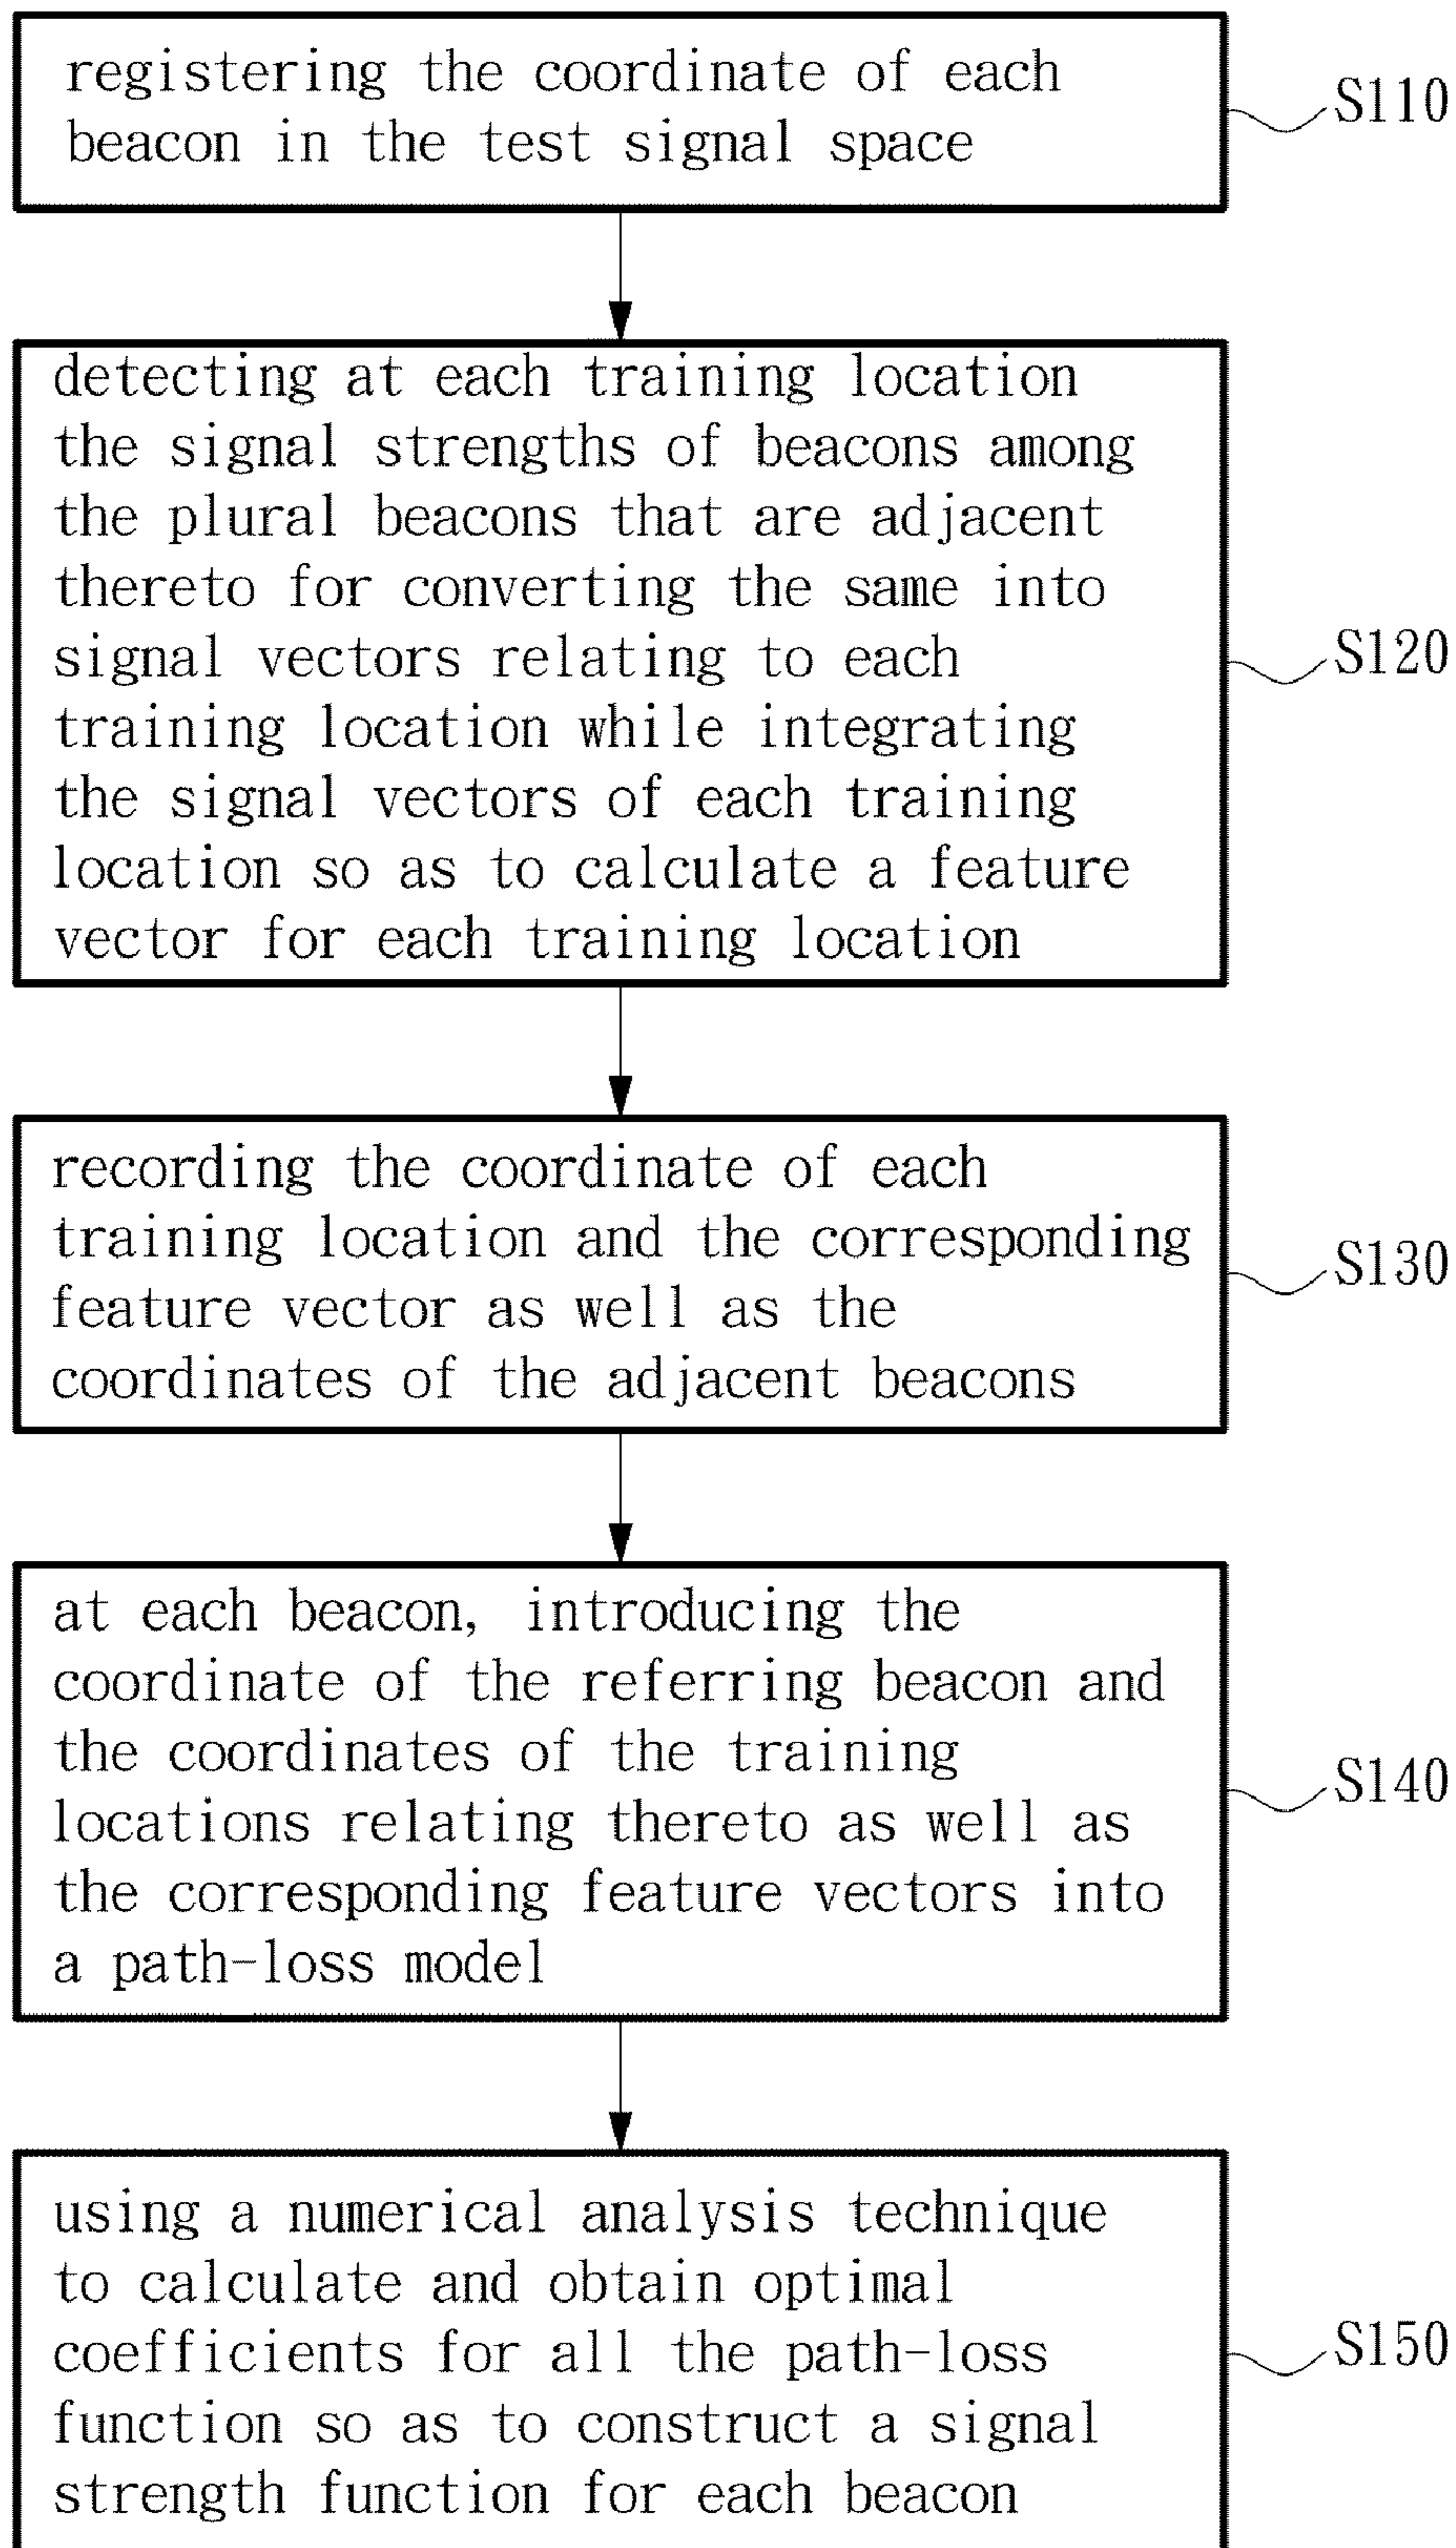 registering the coordinate of each
beacon in the test signal space
S110
detecting at each training location
the signal strengths of beacons among
the plural beacons that are adjacent
thereto for converting the same into
signal vectors relating to each
training location while integrating
the signal vectors of each training
location so as to calculate a feature
vector for each training location
S120
recording the coordinate of each
training location and the corresponding
feature vector as well as the
coordinates of the adjacent beacons
S130
at each beacon, introducing the
coordinate of the referring beacon and
the coordinates of the training
locations relating thereto as well as
the corresponding feature vectors into
a path-loss model
S140
using a numerical analysis technique
to calculate and obtain optimal
coefficients for all the path-loss
function so as to construct a signal
strength function for each beacon
S150